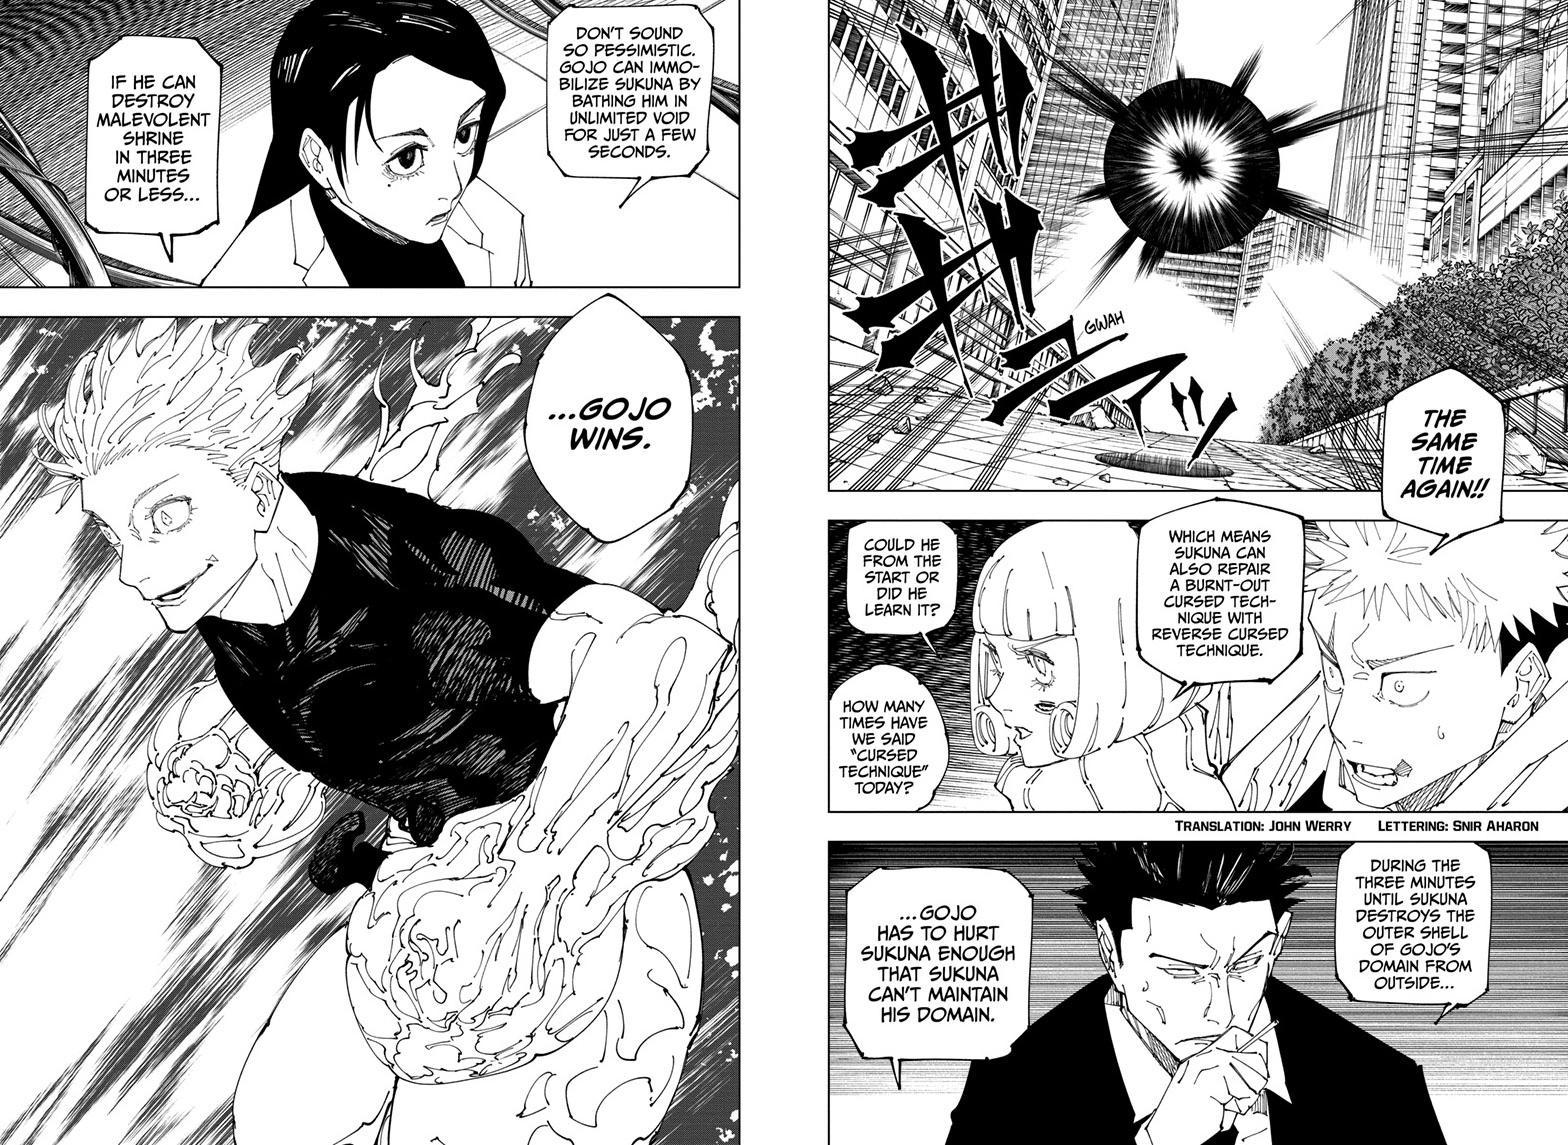 GWAH
THE
SAME
TIME
AGAIN!!
WHICH MEANS
SUKUNA CAN
ALSO REPAIR
A BURNT-OUT
CURSED TECH-
NIQUE WITH
REVERSE CURSED
TECHNIQUE.
COULD HE
FROM THE
START OR
DID HE
LEARN IT?
HOW MANY
TIMES HAVE
WE SAID
"CURSED
TECHNIQUE"
TODAY?
TRANSLATION: JOHN WERRY LETTERING: SNIR AHARON
DURING THE
THREE MINUTES
UNTIL SUKUNA
DESTROYS THE
OUTER SHELL
OF GOJO'S
DOMAIN FROM
OUTSIDE...
...GOJO
HAS TO HURT
SUKUNA ENOUGH
THAT SUKUNA
CAN'T MAINTAIN
HIS DOMAIN.
DON'T SOUND
SO PESSIMISTIC.
GOJO CAN IMMO-
BILIZE SUKUNA BY
BATHING HIM IN
UNLIMITED VOID
FOR JUST A FEW
SECONDS.
IF HE CAN
DESTROY
MALEVOLENT
SHRINE
IN THREE
MINUTES
OR LESS...
...GOJO
WINS.